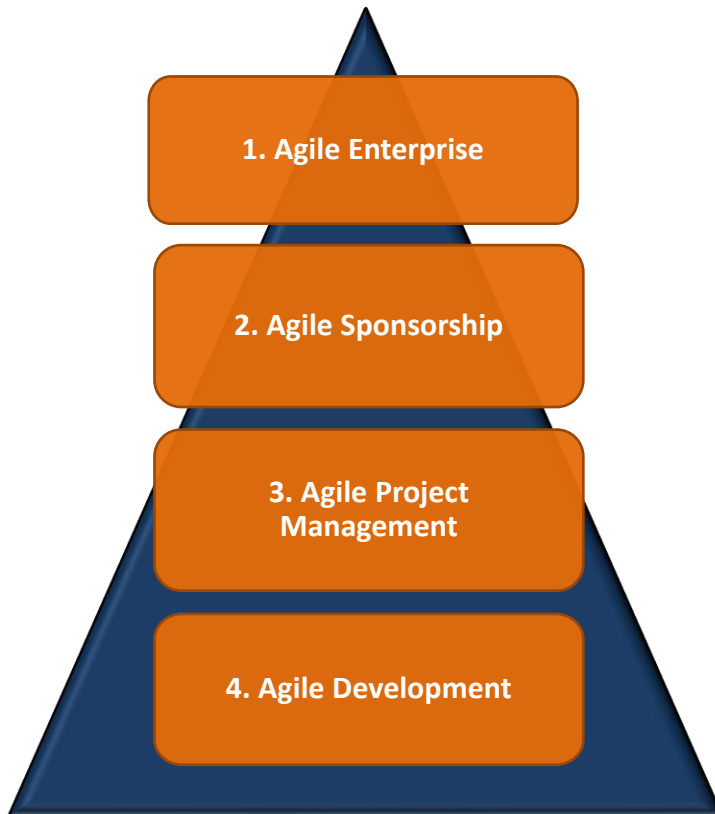 1. Agile Enterprise
2. Agile Sponsorship
3. Agile Project
Management
4. Agile Development